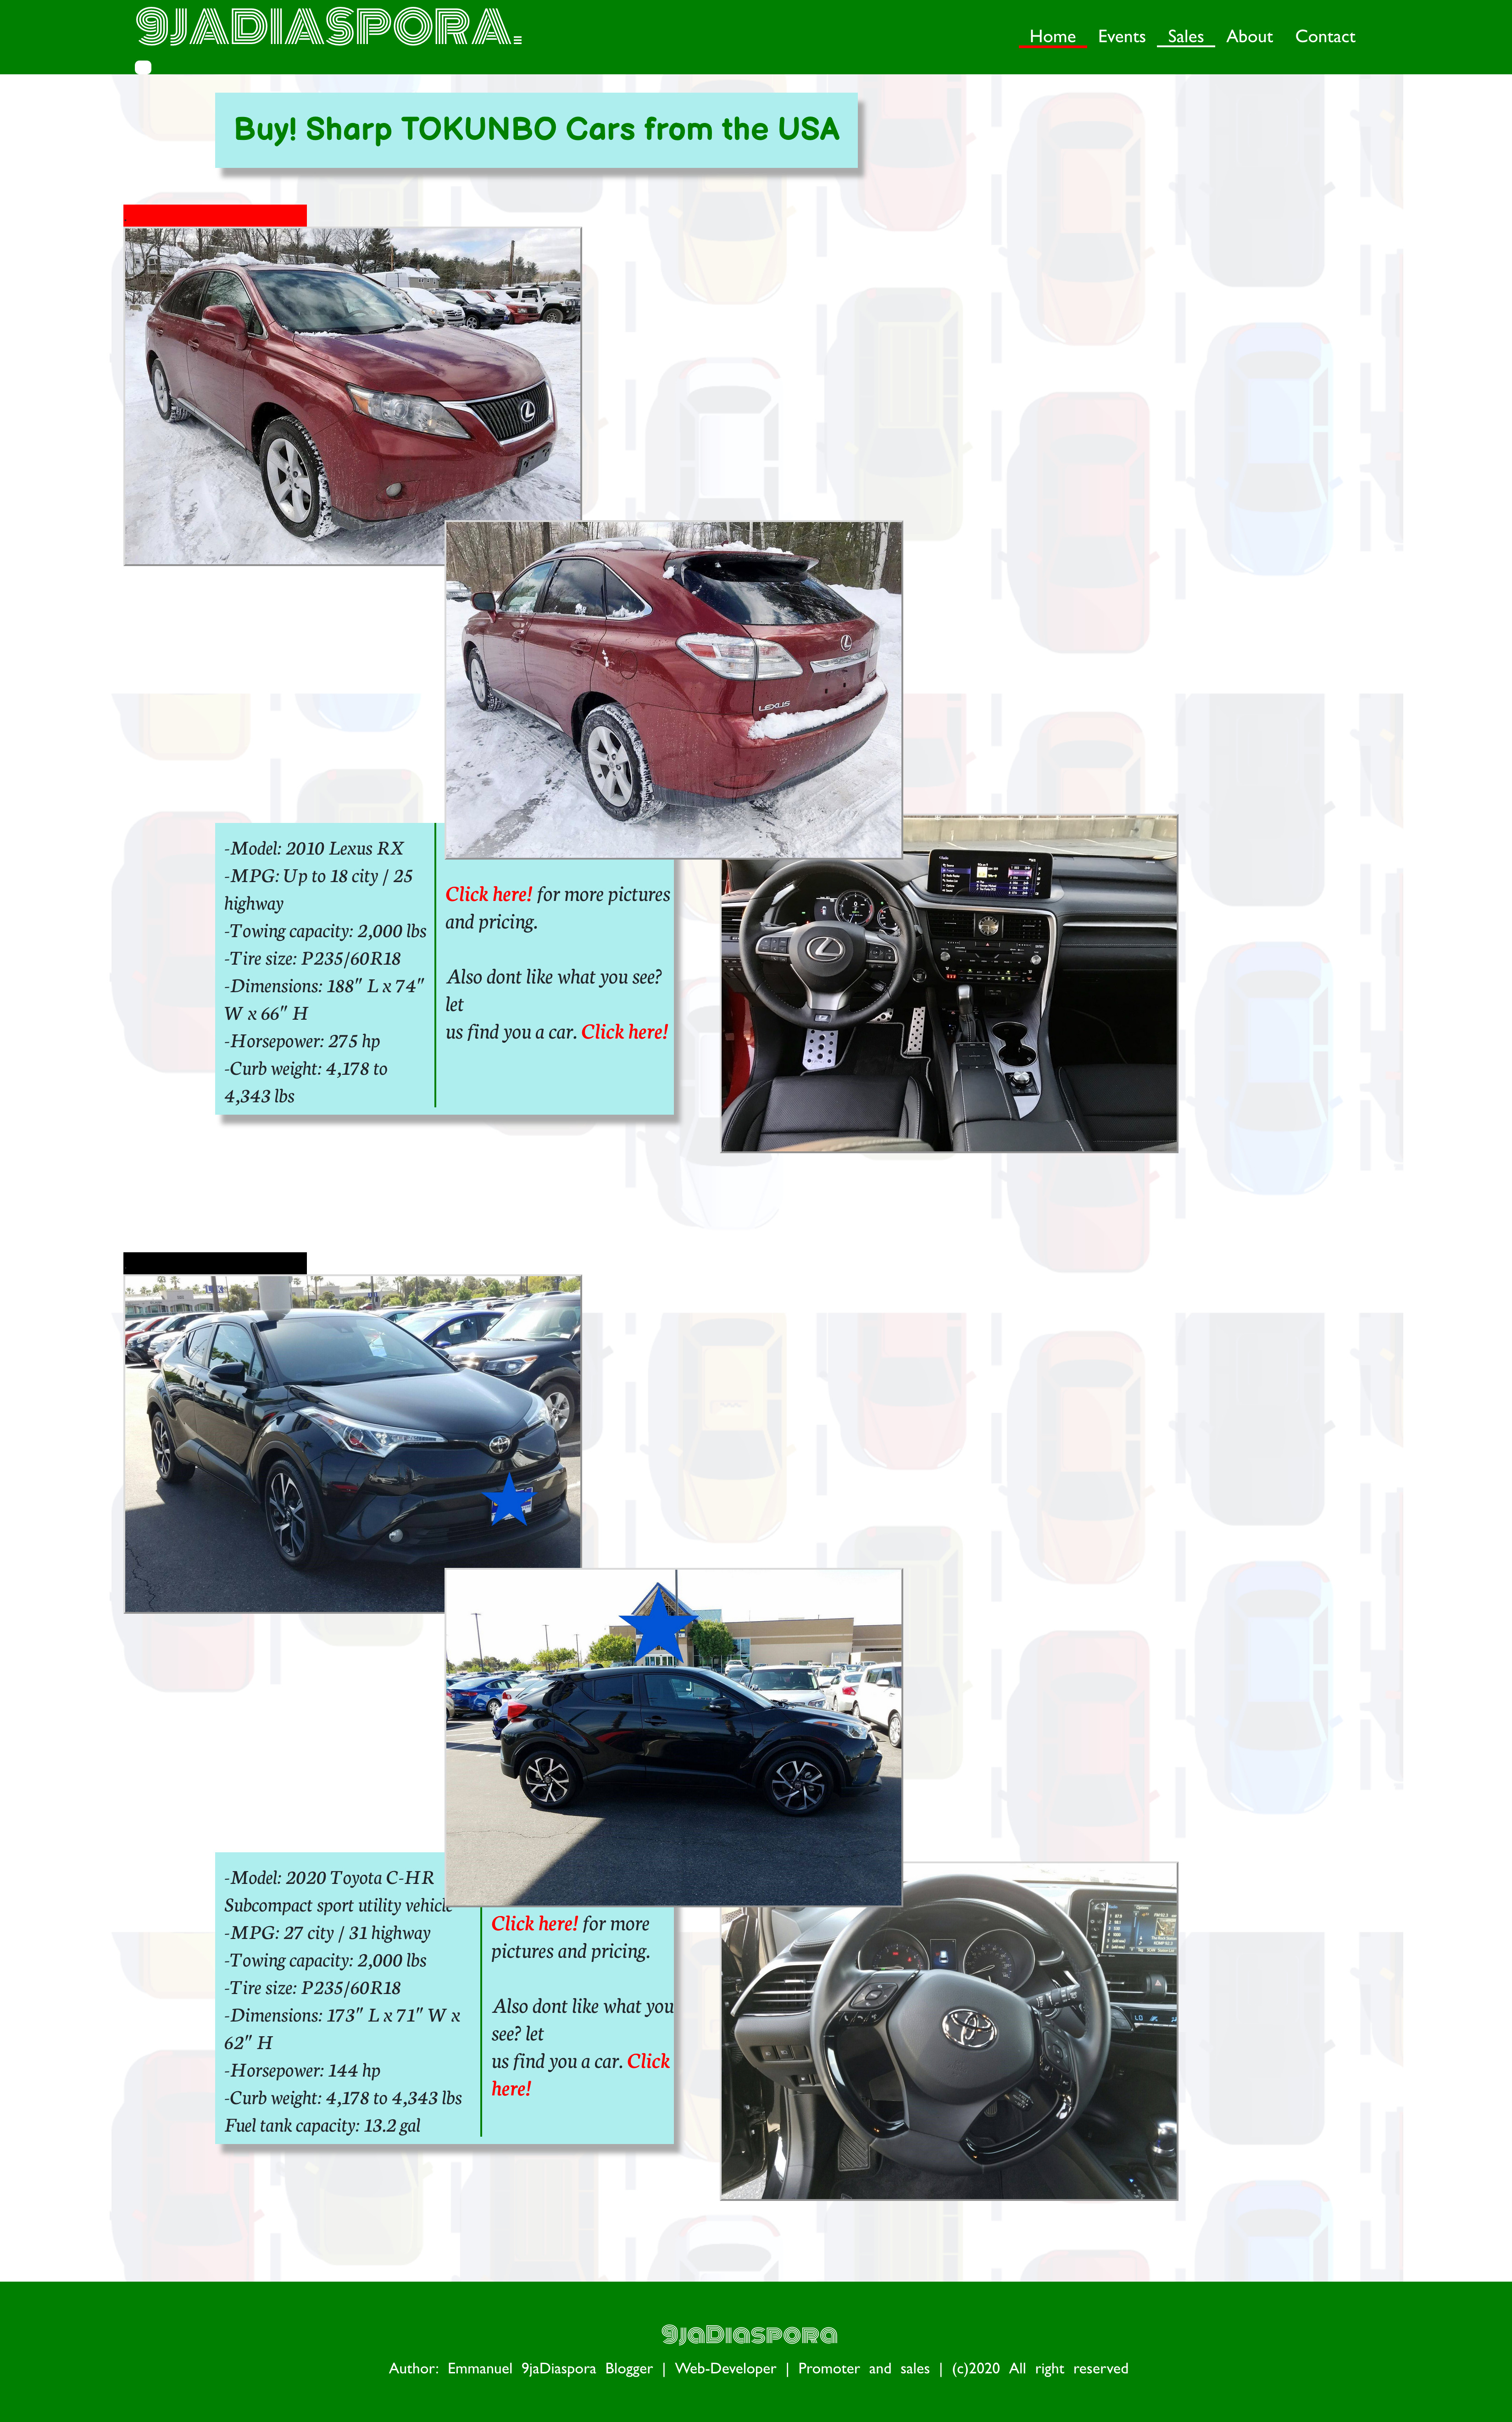 9JADIASPORA.
Home Events Sales About Contact
Buy! Sharp TOKUNBO Cars from the USA
LEXUS
-Model: 2010 Lexus RX
-MPG: Up to 18 city / 25
highway
-Towing capacity: 2,000 lbs
-Tire size: P235/60R18
-Dimensions: 188" L x 74"
W x 66" H
-Horsepower: 275 hp
-Curb weight: 4,178 to
4,343 lbs
Click here! for more pictures
and pricing.
Also dont like what you see?
let
us find you a car. Click here!
-Model: 2020 Toyota C-HR
Subcompact sport utility vehicle
-MPG: 27 city / 31 highway
-Towing capacity: 2,000 lbs
-Tire size: P235/60R18
-Dimensions: 173" L x 71" W x
62" H
-Horsepower: 144 hp
-Curb weight: 4,178 to 4,343 lbs
Fuel tank capacity: 13.2 gal
Click here! for more
pictures and pricing.
Also dont like what you
see? let
us find you a car. Click
here!
9jaDiaspora
Author: Emmanuel 9jaDiaspora Blogger | Web-Developer | Promoter and sales | (c)2020 All right reserved